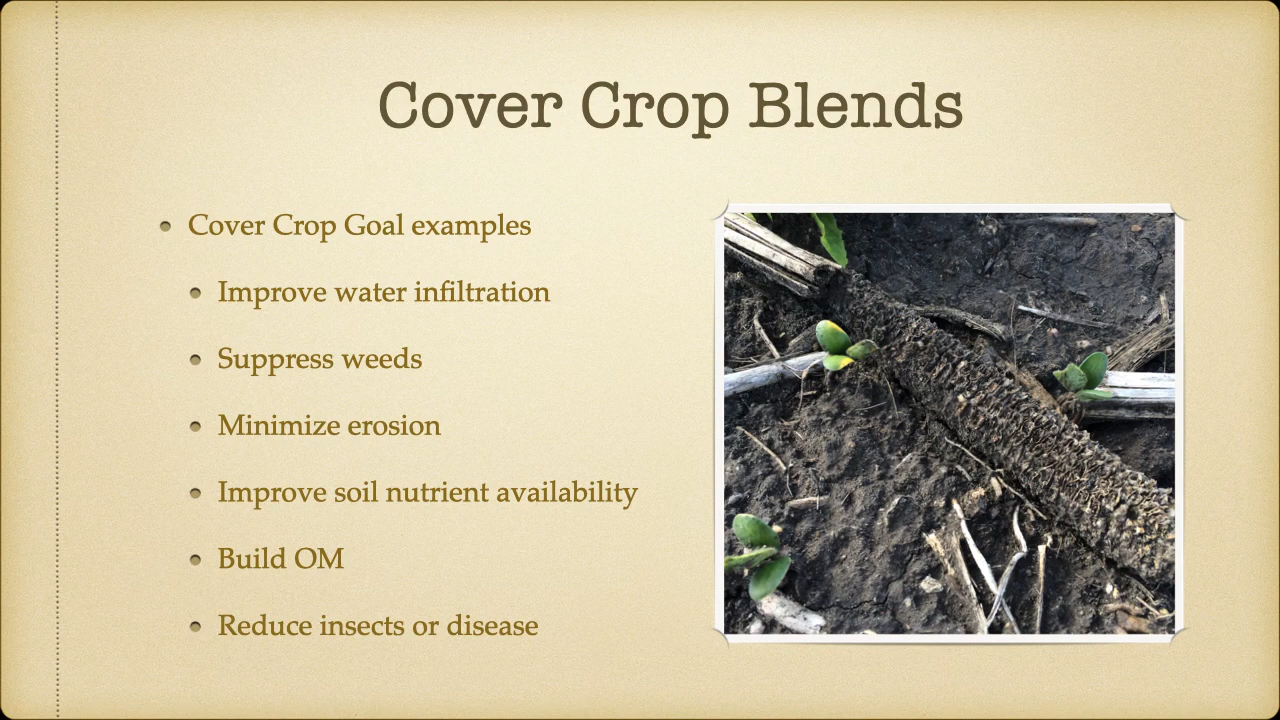 Cover Crop Blends
Cover Crop Goal examples
Improve water infiltration
Suppress weeds
Minimize erosion
Improve soil nutrient availability
Build OM
Reduce insects or disease